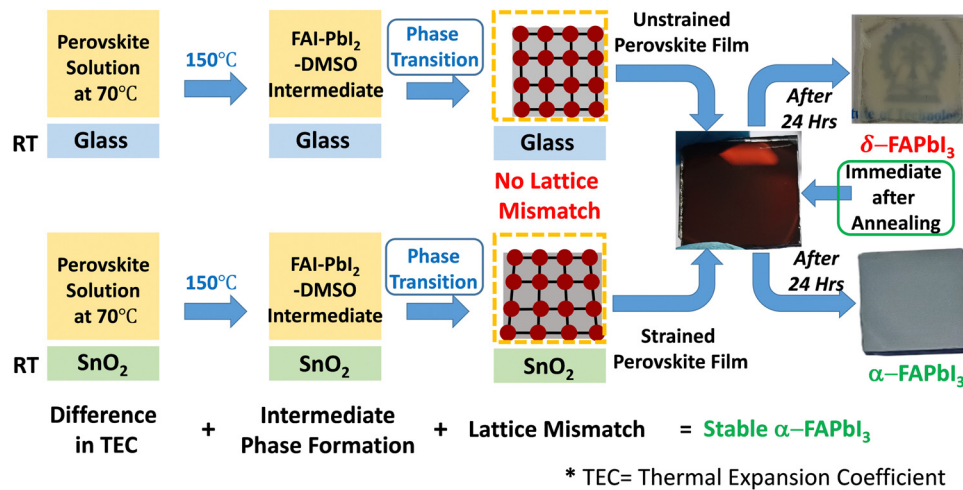 Perovskite
Solution
at 70℃
150℃
FAI-PbI₂
-DMSO
Intermediate
Phase
Transition
Unstrained
Perovskite Film
After
24 Hrs
RT
Glass
Glass
Glass
δ–FAPbI₃
No Lattice
Mismatch
Immediate
after
Annealing
Perovskite
Solution
at 70℃
150℃
FAI-PbI₂
-DMSO
Intermediate
Phase
Transition
After
24 Hrs
Strained
Perovskite Film
RT
SnO₂
SnO₂
SnO₂
α–FAPbI₃
Difference
in TEC
+
Intermediate
Phase Formation
+
Lattice Mismatch
=
Stable α–FAPbI₃
* TEC= Thermal Expansion Coefficient